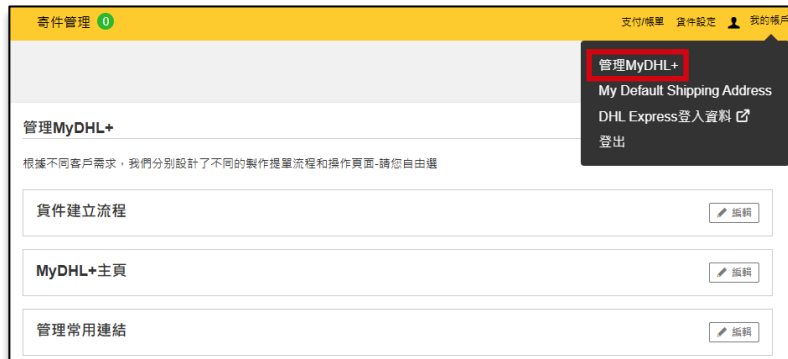 寄件管理 0
支付/帳單 貨件設定 我的帳戶
管理MyDHL+
My Default Shipping Address
DHL Express登入資料
登出
管理MyDHL+
根據不同客戶需求，我們分別設計了不同的製作提單流程和操作頁面-請您自由選
貨件建立流程
編輯
MyDHL+主頁
編輯
管理常用連結
編輯